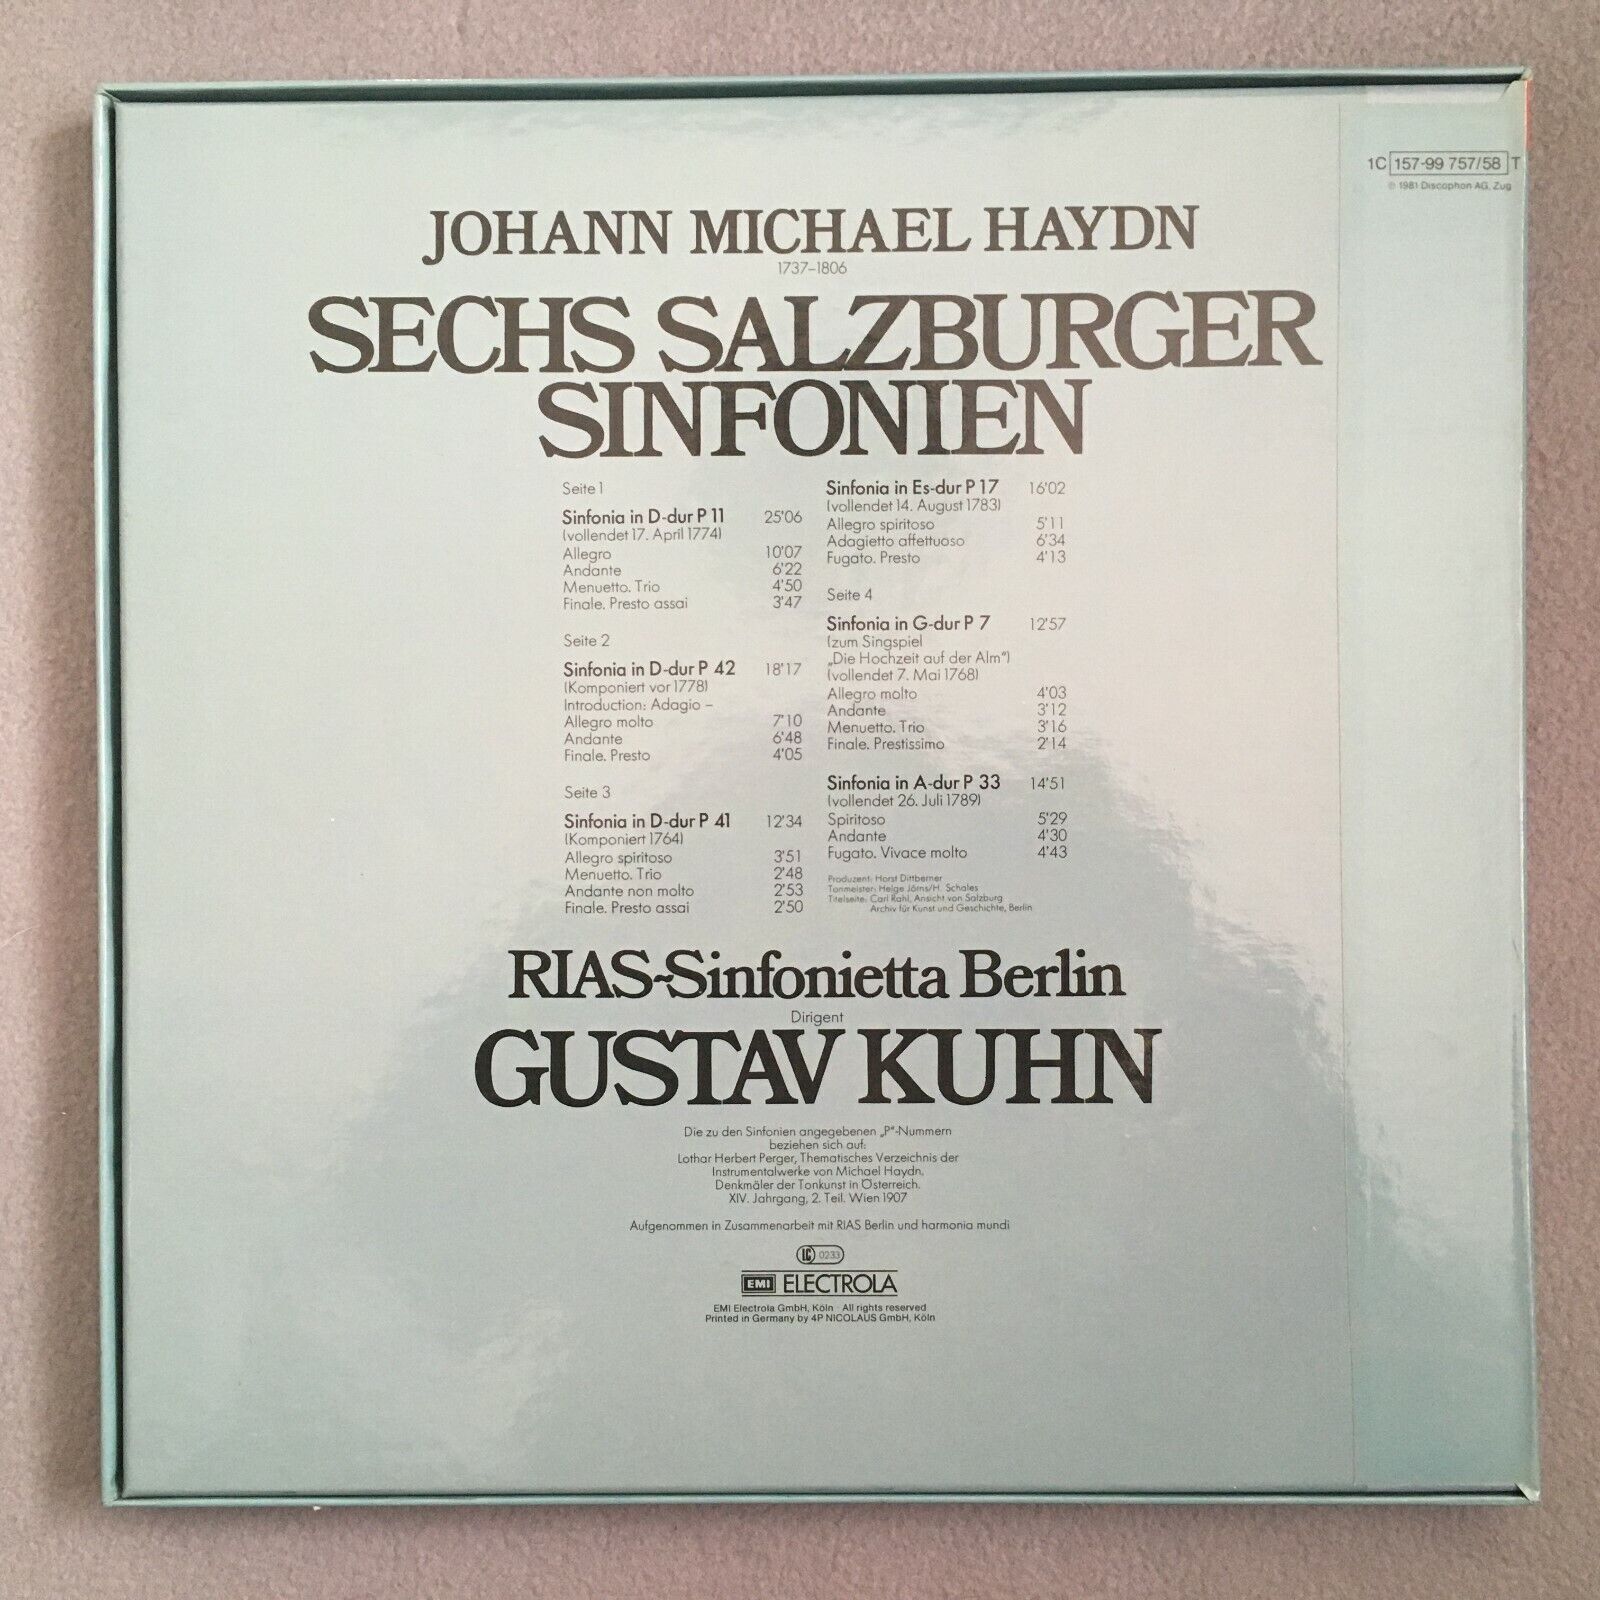 1C 157-99 757/58 T
℗ 1981 Discophon AG, Zug
JOHANN MICHAEL HAYDN
1737–1806
SECHS SALZBURGER
SINFONIEN
Seite 1
Sinfonia in D-dur P 11 25'06
(vollendet 17. April 1774)
Allegro 10'07
Andante 6'22
Menuetto. Trio 4'50
Finale. Presto assai 3'47
Seite 2
Sinfonia in D-dur P 42 18'17
(Komponiert vor 1778)
Introduction: Adagio –
Allegro molto 7'10
Andante 6'48
Finale. Presto 4'05
Seite 3
Sinfonia in D-dur P 41 12'34
(Komponiert 1764)
Allegro spiritoso 3'51
Menuetto. Trio 2'48
Andante non molto 2'53
Finale. Presto assai 2'50
Sinfonia in Es-dur P 17 16'02
(vollendet 14. August 1783)
Allegro spiritoso 5'11
Adagietto affettuoso 6'34
Fugato. Presto 4'13
Seite 4
Sinfonia in G-dur P 7 12'57
(zum Singspiel
„Die Hochzeit auf der Alm")
(vollendet 7. Mai 1768)
Allegro molto 4'03
Andante 3'12
Menuetto. Trio 3'16
Finale. Prestissimo 2'14
Sinfonia in A-dur P 33 14'51
(vollendet 26. Juli 1789)
Spiritoso 5'29
Andante 4'30
Fugato. Vivace molto 4'43
Produzent: Horst Dittberner
Tonmeister: Helge Jörns/H. Schales
Titelseite: Carl Rahl, Ansicht von Salzburg
Archiv für Kunst und Geschichte, Berlin
RIAS~Sinfonietta Berlin
Dirigent
GUSTAV KUHN
Die zu den Sinfonien angegebenen „P"-Nummern
beziehen sich auf:
Lothar Herbert Perger, Thematisches Verzeichnis der
Instrumentalwerke von Michael Haydn.
Denkmäler der Tonkunst in Österreich.
XIV. Jahrgang, 2. Teil. Wien 1907
Aufgenommen in Zusammenarbeit mit RIAS Berlin und harmonia mundi
LC 0233
EMI ELECTROLA
EMI Electrola GmbH, Köln All rights reserved
Printed in Germany by 4P NICOLAUS GmbH, Köln